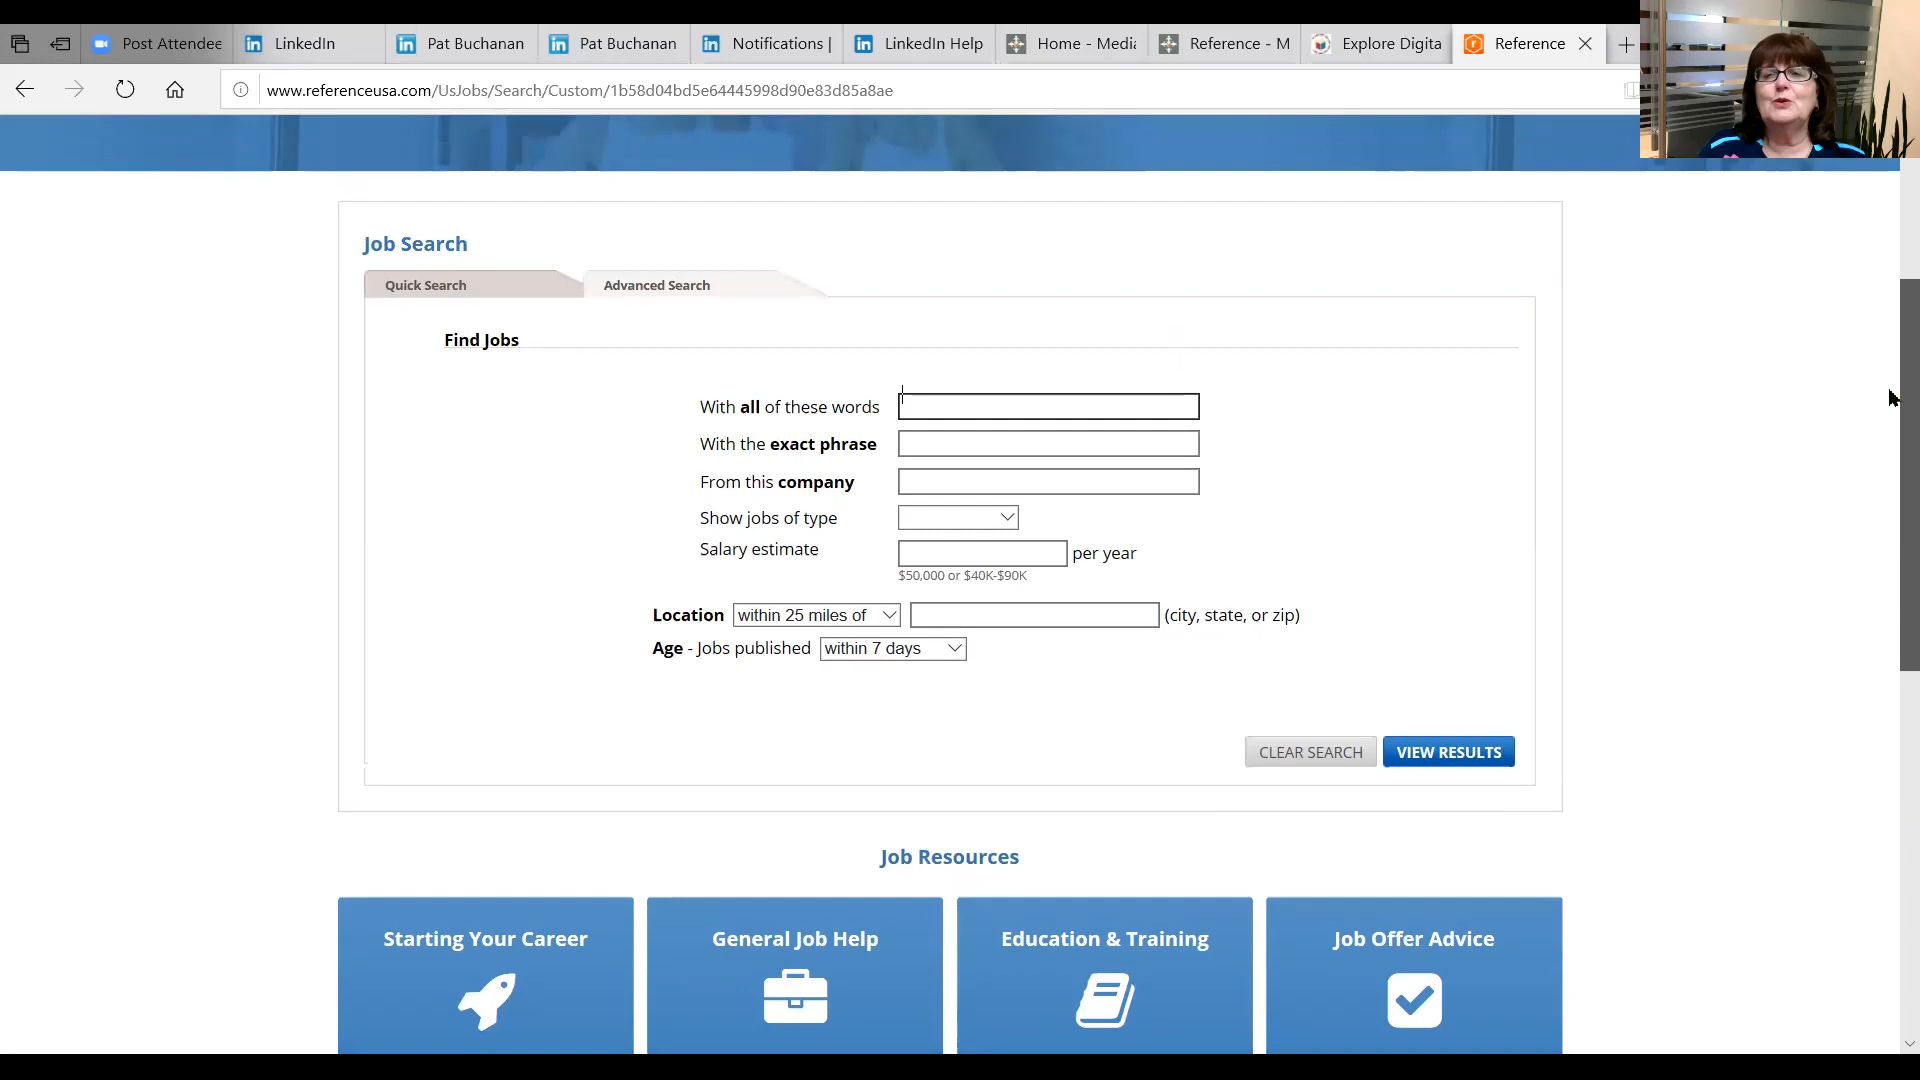 Post Attendee
LinkedIn
Pat Buchanan
Pat Buchanan
Notifications |
LinkedIn Help
Home - Media
Reference - M
Explore Digita
Reference
www.referenceusa.com/UsJobs/Search/Custom/1b58d04bd5e64445998d90e83d85a8ae
Job Search
Quick Search
Advanced Search
Find Jobs
With all of these words
With the exact phrase
From this company
Show jobs of type
Salary estimate
per year
$50,000 or $40K-$90K
Location within 25 miles of (city, state, or zip)
Age - Jobs published within 7 days
CLEAR SEARCH
VIEW RESULTS
Job Resources
Starting Your Career
General Job Help
Education & Training
Job Offer Advice